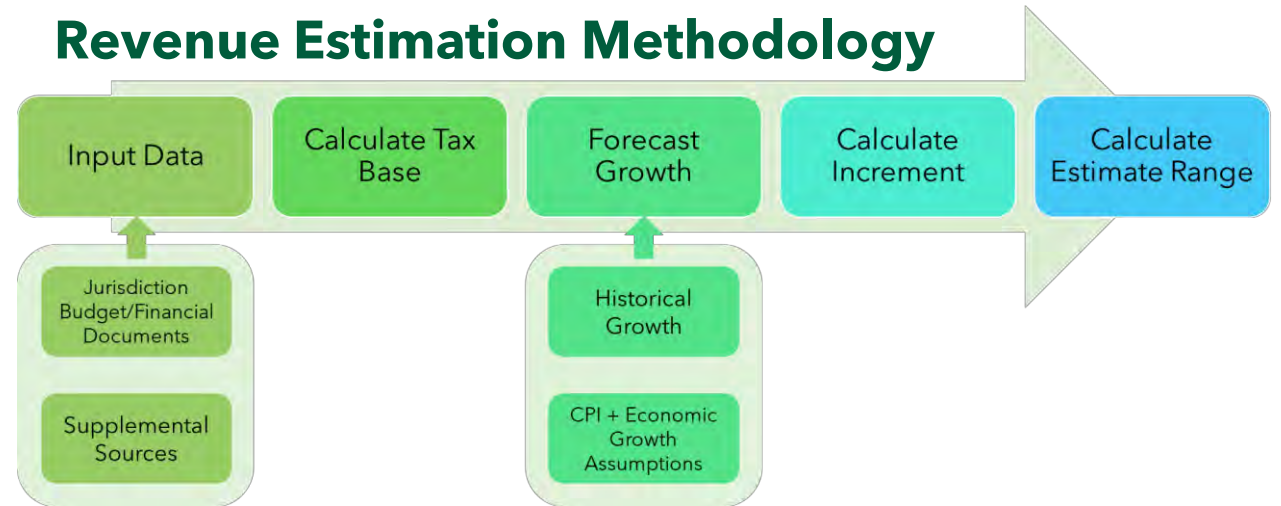 Revenue Estimation Methodology
Input Data
Calculate Tax
Base
Forecast
Growth
Calculate
Increment
Calculate
Estimate Range
Jurisdiction
Budget/Financial
Documents
Supplemental
Sources
Historical
Growth
CPI + Economic
Growth
Assumptions